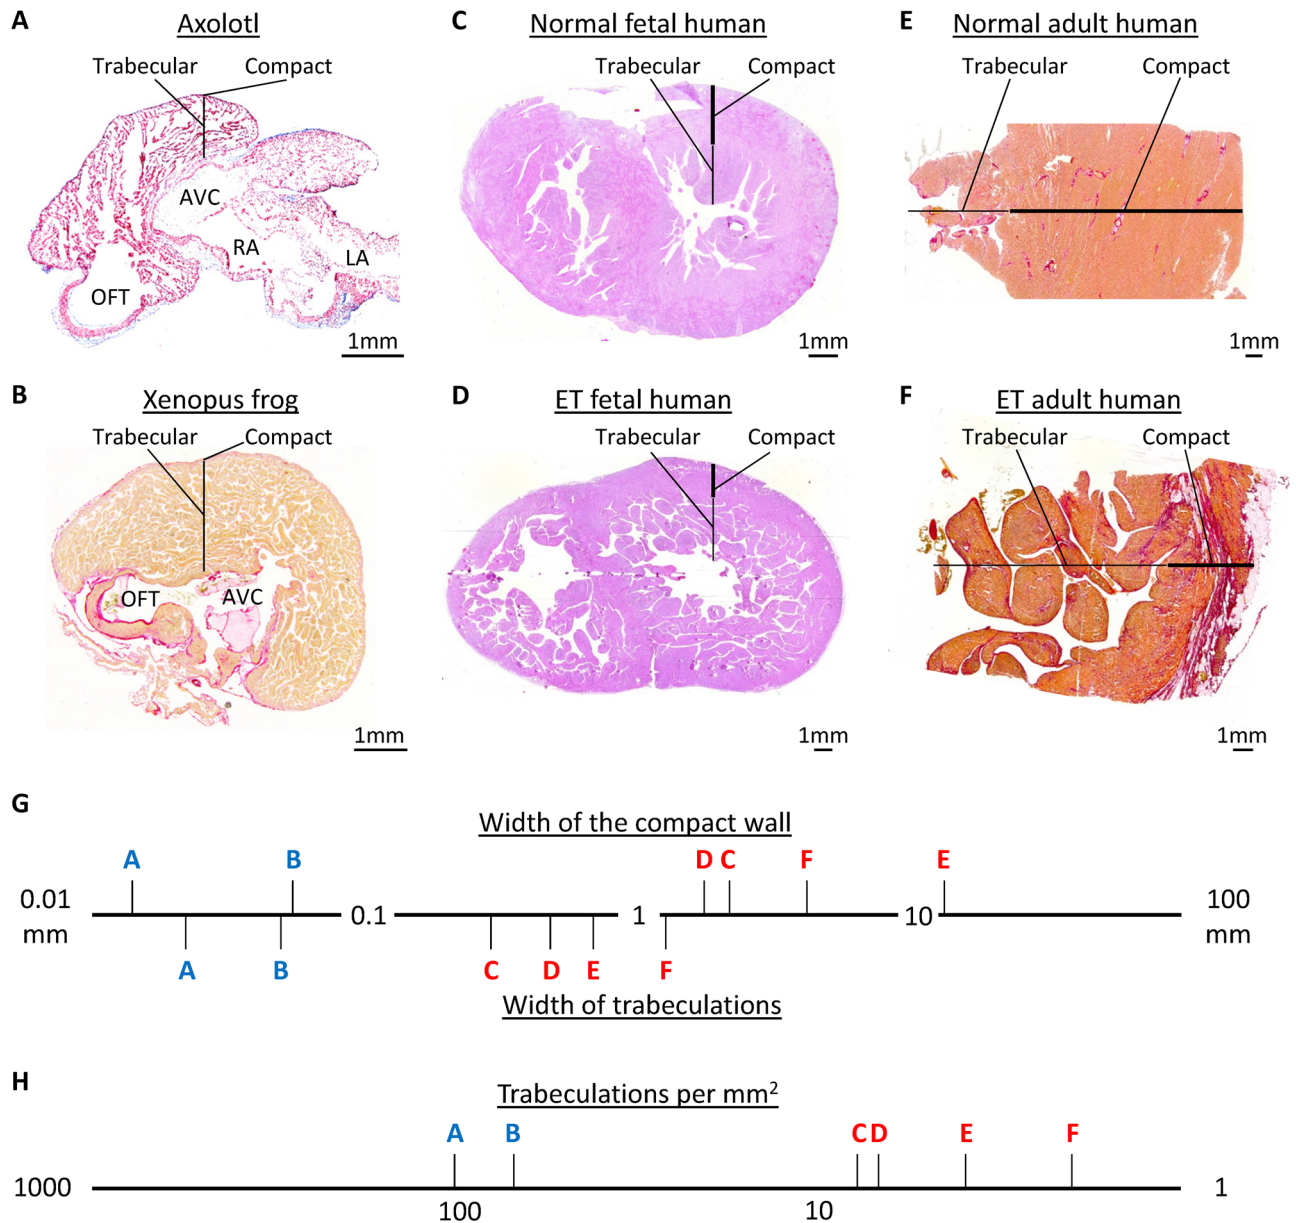 A
Axolotl
Trabecular
Compact
AVC
RA
LA
OFT
1mm
B
Xenopus frog
Trabecular
Compact
OFT
AVC
1mm
C
Normal fetal human
Trabecular
Compact
1mm
D
ET fetal human
Trabecular
Compact
1mm
E
Normal adult human
Trabecular
Compact
1mm
F
ET adult human
Trabecular
Compact
1mm
G
Width of the compact wall
A B D C F E
0.01 mm 0.1 1 10 100 mm
A B C D E F
Width of trabeculations
H
Trabeculations per mm²
A B C D E F
1000 100 10 1